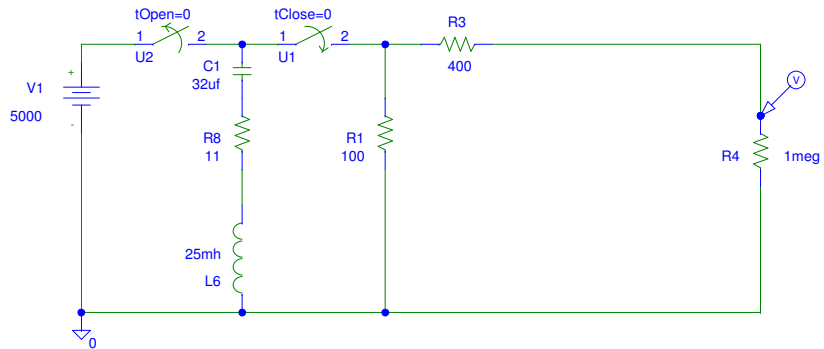 tOpen=0
tClose=0
1 2
U2
1 2
U1
R3
400
C1
32uf
V
+
V1
5000
-
R8
11
R1
100
R4 1meg
25mh
L6
0